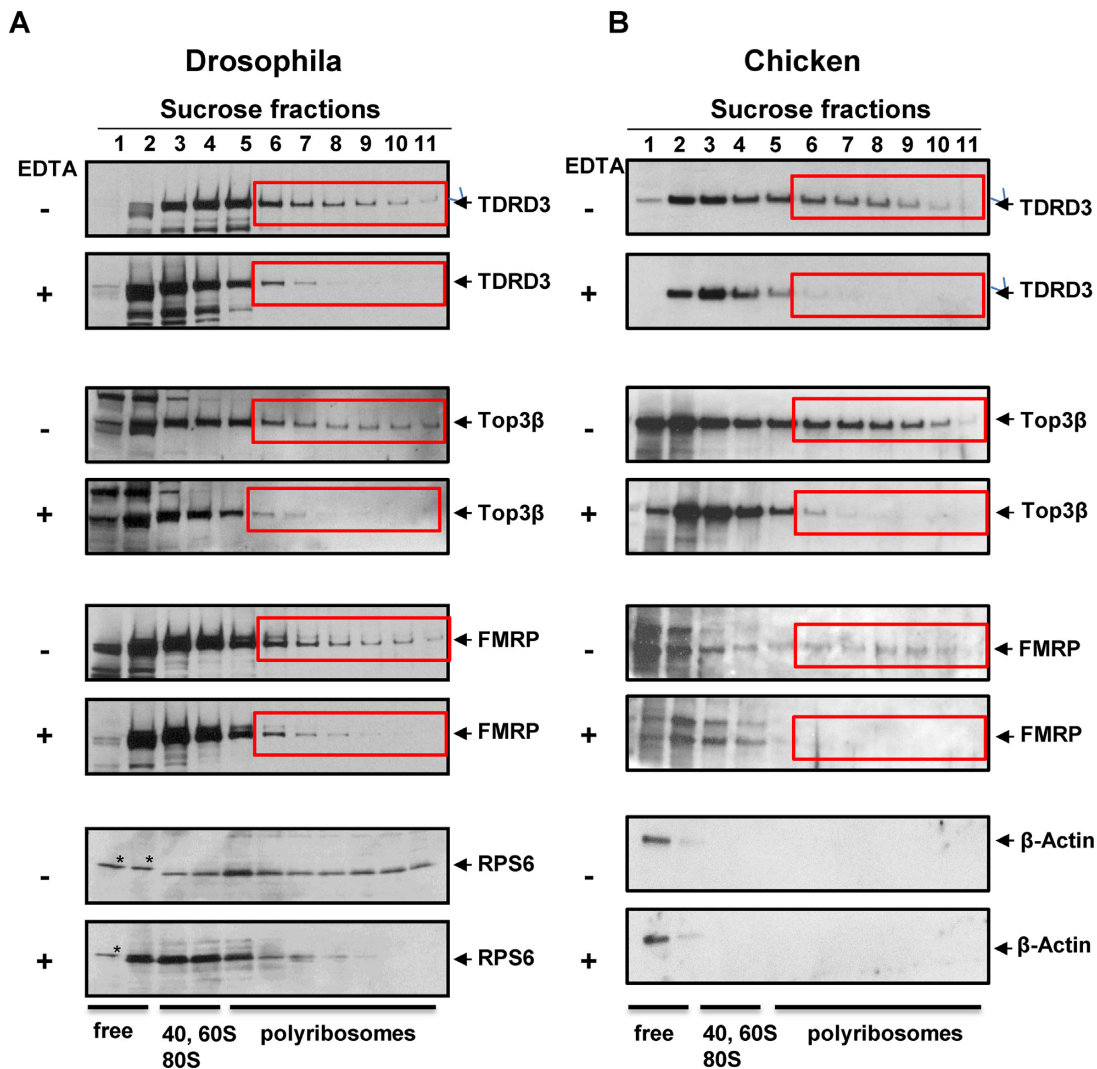 A
B
Drosophila
Chicken
Sucrose fractions
Sucrose fractions
1 2 3 4 5 6 7 8 9 10 11
1 2 3 4 5 6 7 8 9 10 11
EDTA
EDTA
- TDRD3
- TDRD3
+ TDRD3
+ TDRD3
- Top3β
- Top3β
+ Top3β
+ Top3β
- FMRP
- FMRP
+ FMRP
+ FMRP
- * * RPS6
- β-Actin
+ * RPS6
+ β-Actin
free 40, 60S polyribosomes
80S
free 40, 60S polyribosomes
80S